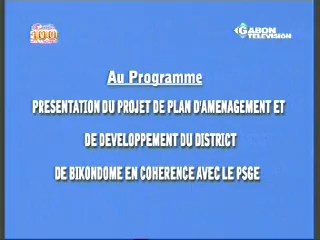 100
GABON
TELEVISION
Au Programme
PRESENTATION DU PROJET DE PLAN D'AMENAGEMENT ET
DE DEVELOPPEMENT DU DISTRICT
DE BIKONDOME EN COHERENCE AVEC LE PSGE